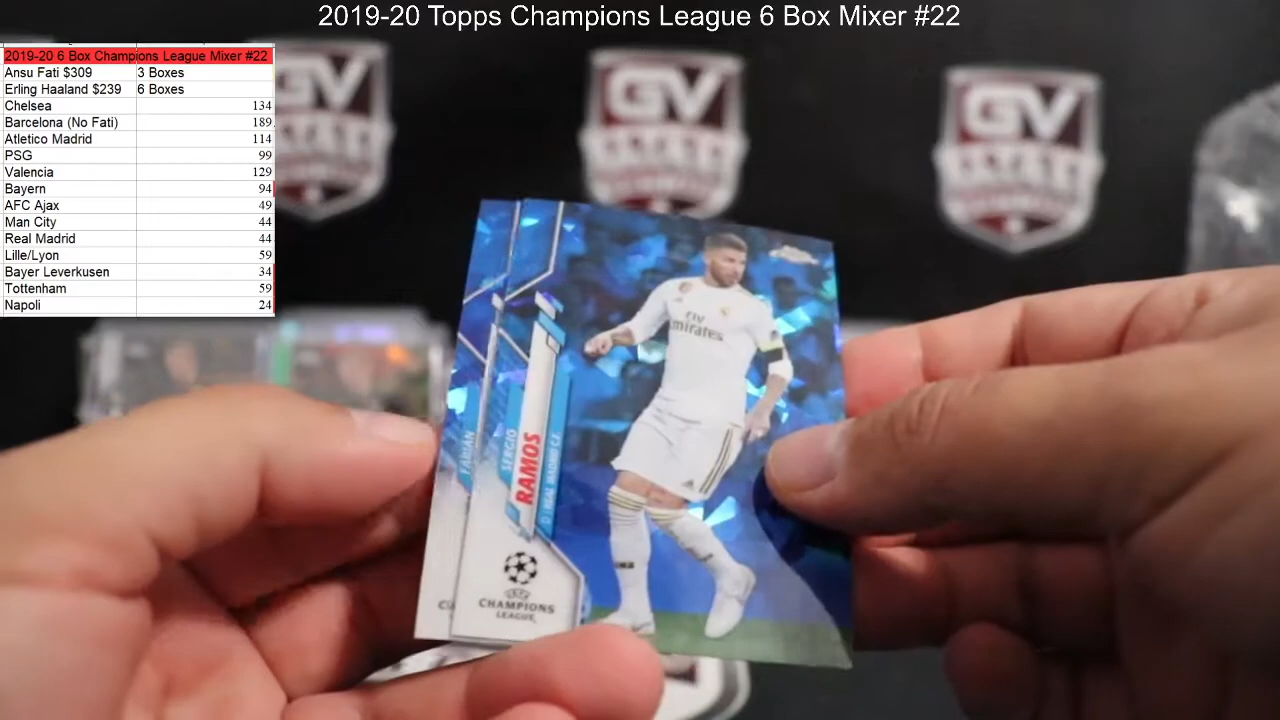 2019-20 Topps Champions League 6 Box Mixer #22
2019-20 6 Box Champions League Mixer #22
Ansu Fati $309 3 Boxes
Erling Haaland $239 6 Boxes
Chelsea 134
Barcelona (No Fati) 189
Atletico Madrid 114
PSG 99
Valencia 129
Bayern 94
AFC Ajax 49
Man City 44
Real Madrid 44
Lille/Lyon 59
Bayer Leverkusen 34
Tottenham 59
Napoli 24
GV
GV
GV
Fly
Emirates
FABIÁN
SERGIO
RAMOS
D | REAL MADRID C.F.
UEFA
CHAMPIONS
LEAGUE